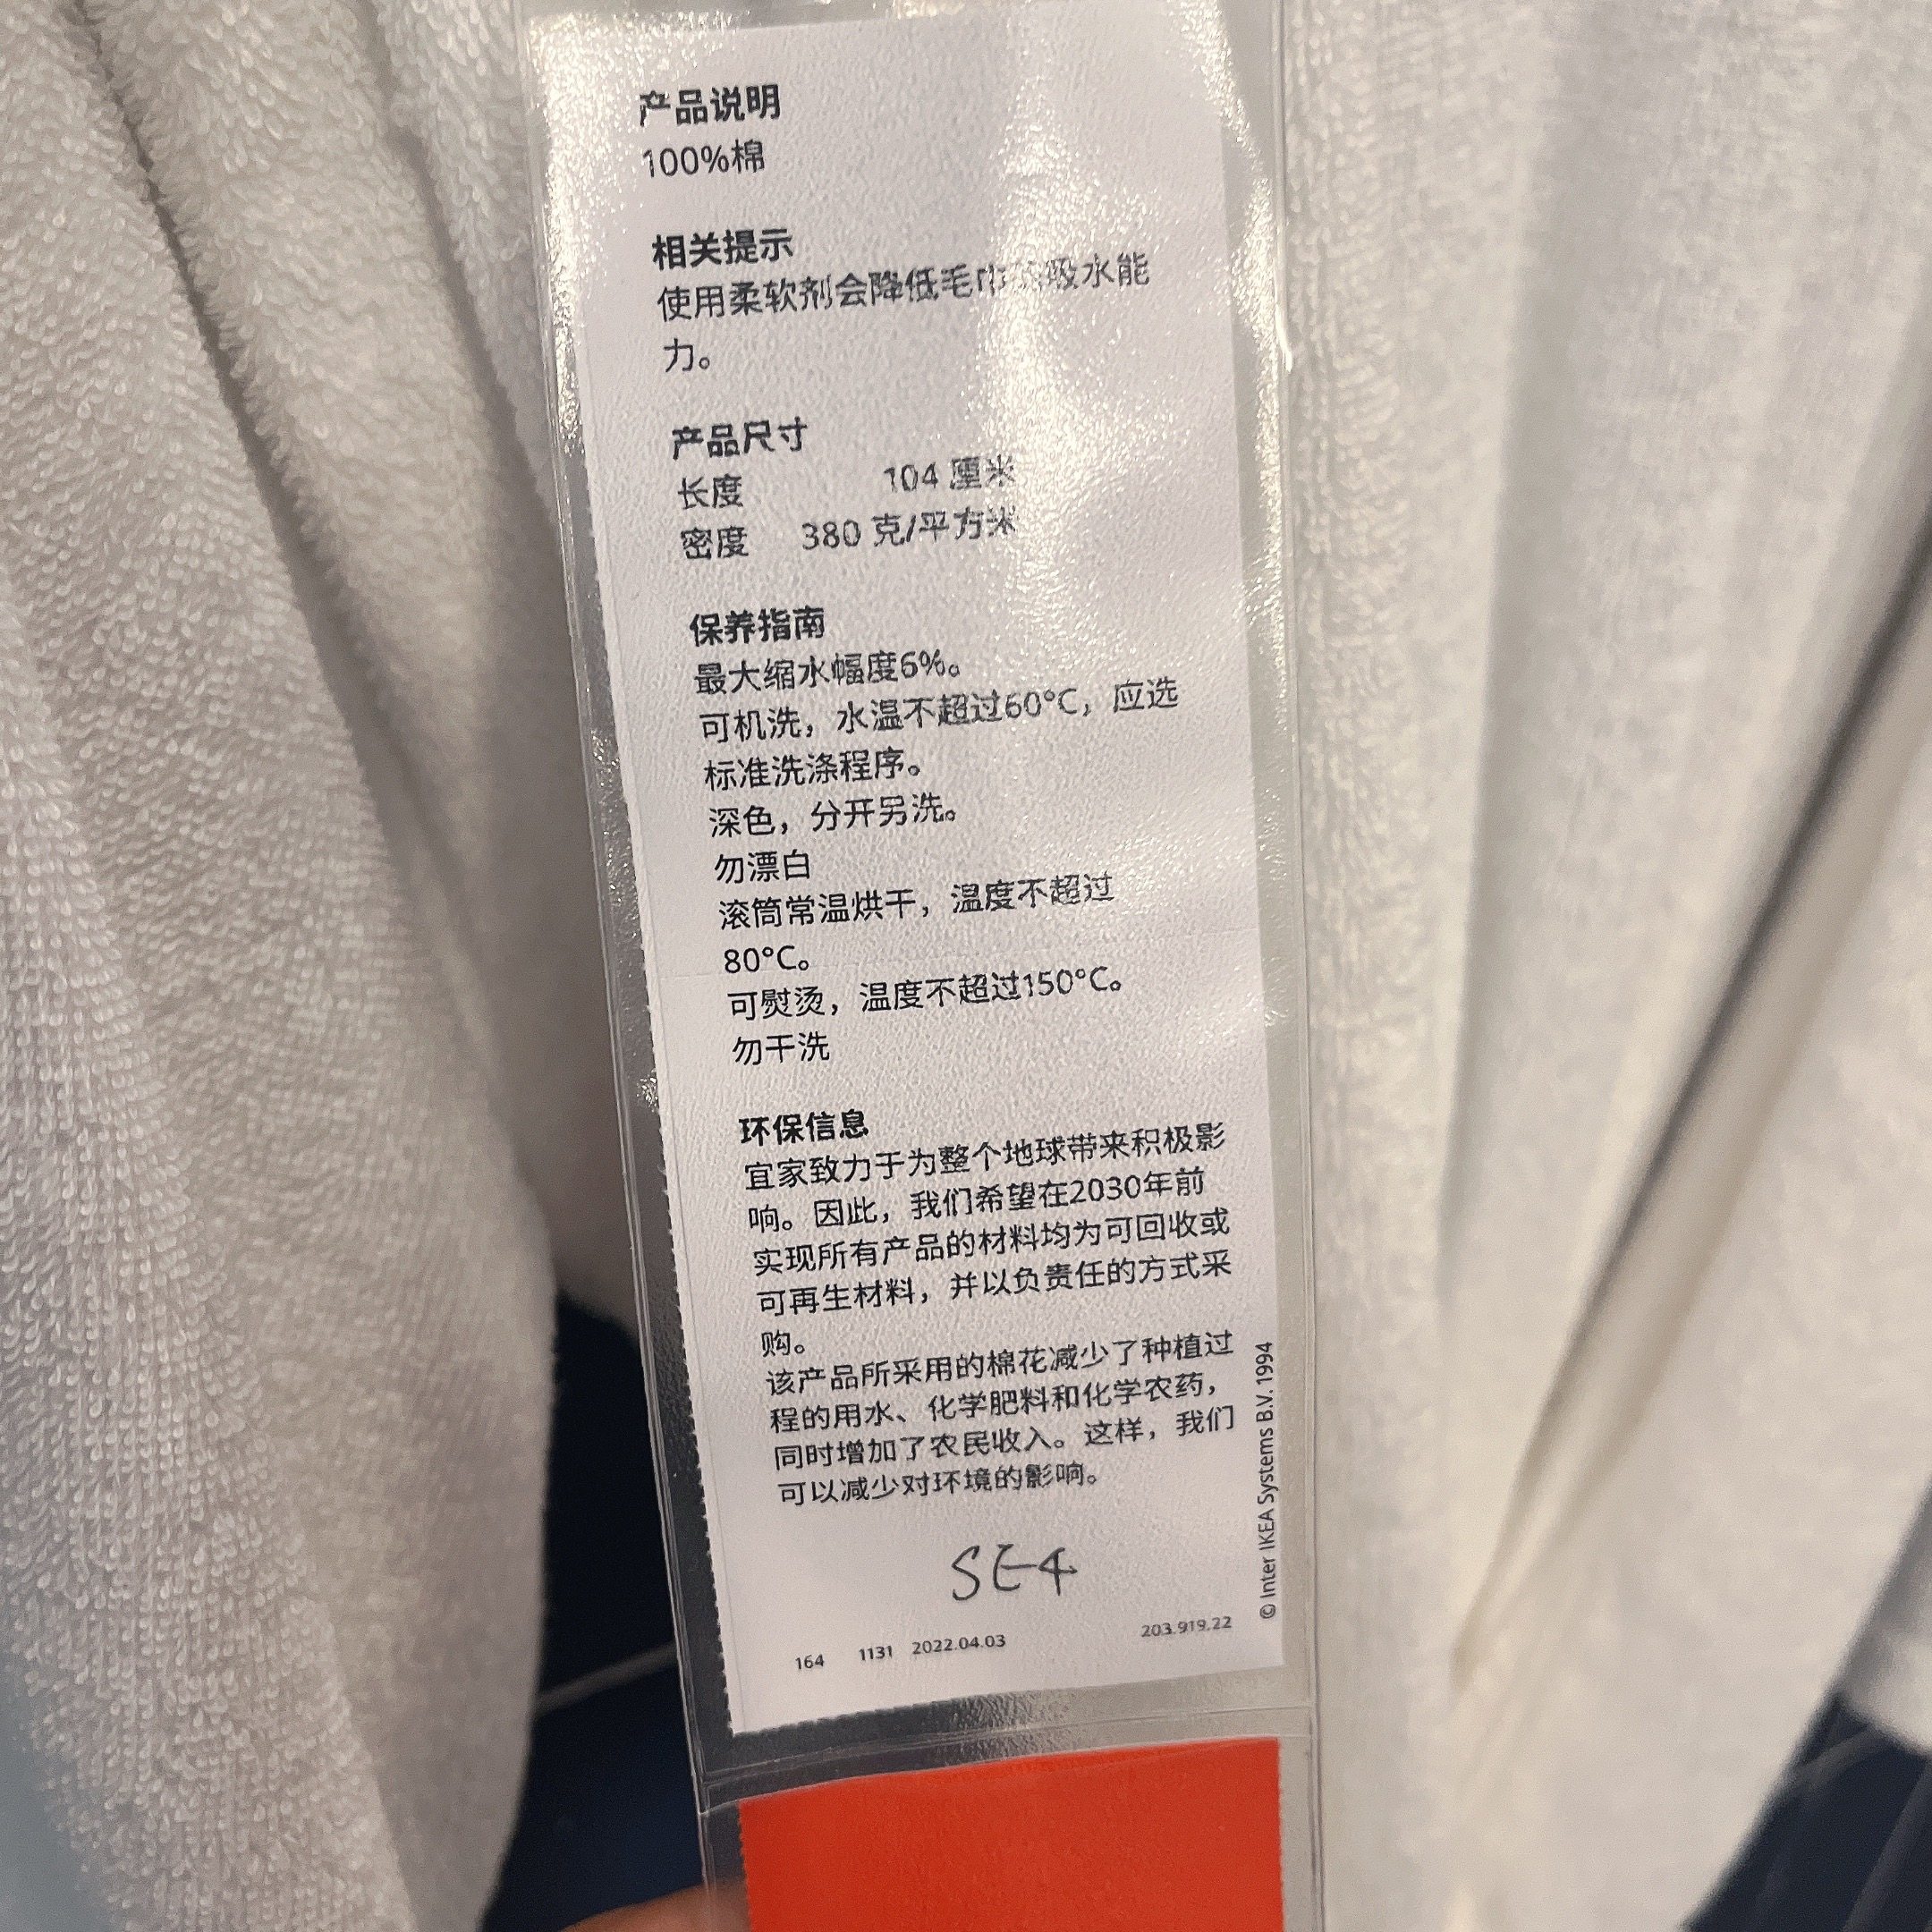 产品说明
100%棉
相关提示
使用柔软剂会降低毛巾的吸水能
力。
产品尺寸
长度 104 厘米
密度 380 克/平方米
保养指南
最大缩水幅度6%。
可机洗，水温不超过60°C，应选
标准洗涤程序。
深色，分开另洗。
勿漂白
滚筒常温烘干，温度不超过
80°C。
可熨烫，温度不超过150°C。
勿干洗
环保信息
宜家致力于为整个地球带来积极影
响。因此，我们希望在2030年前
实现所有产品的材料均为可回收或
可再生材料，并以负责任的方式采
购。
该产品所采用的棉花减少了种植过
程的用水、化学肥料和化学农药，
同时增加了农民收入。这样，我们
可以减少对环境的影响。
SE4
164 1131 2022.04.03 203.919.22
© Inter IKEA Systems B.V. 1994